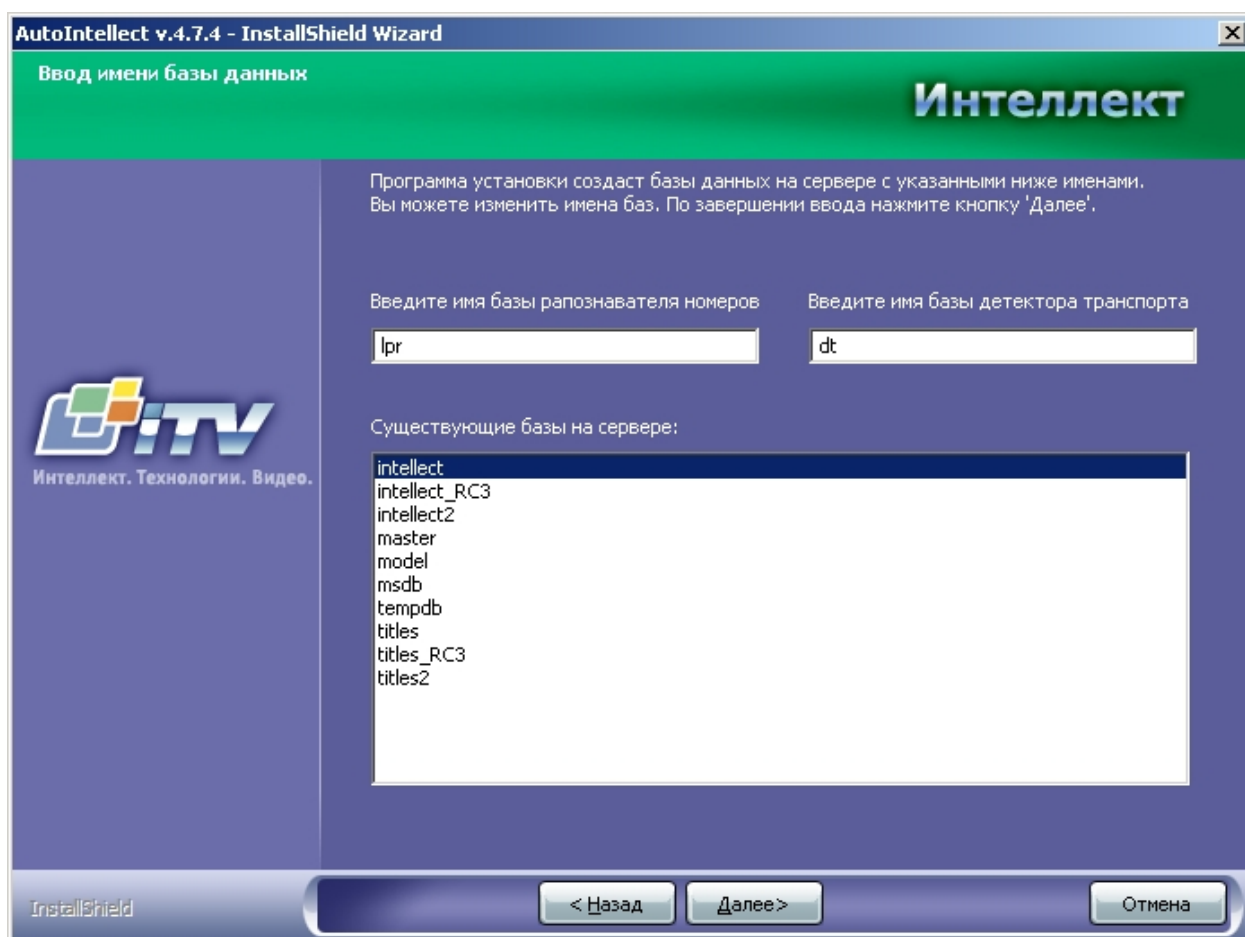 AutoIntellect v.4.7.4 - InstallShield Wizard
Ввод имени базы данных
Интеллект
Программа установки создаст базы данных на сервере с указанными ниже именами.
Вы можете изменить имена баз. По завершении ввода нажмите кнопку 'Далее'.
Введите имя базы рапознавателя номеров
Введите имя базы детектора транспорта
lpr
dt
iTV
Интеллект. Технологии. Видео.
Существующие базы на сервере:
intellect
intellect_RC3
intellect2
master
model
msdb
tempdb
titles
titles_RC3
titles2
InstallShield
< Назад
Далее>
Отмена